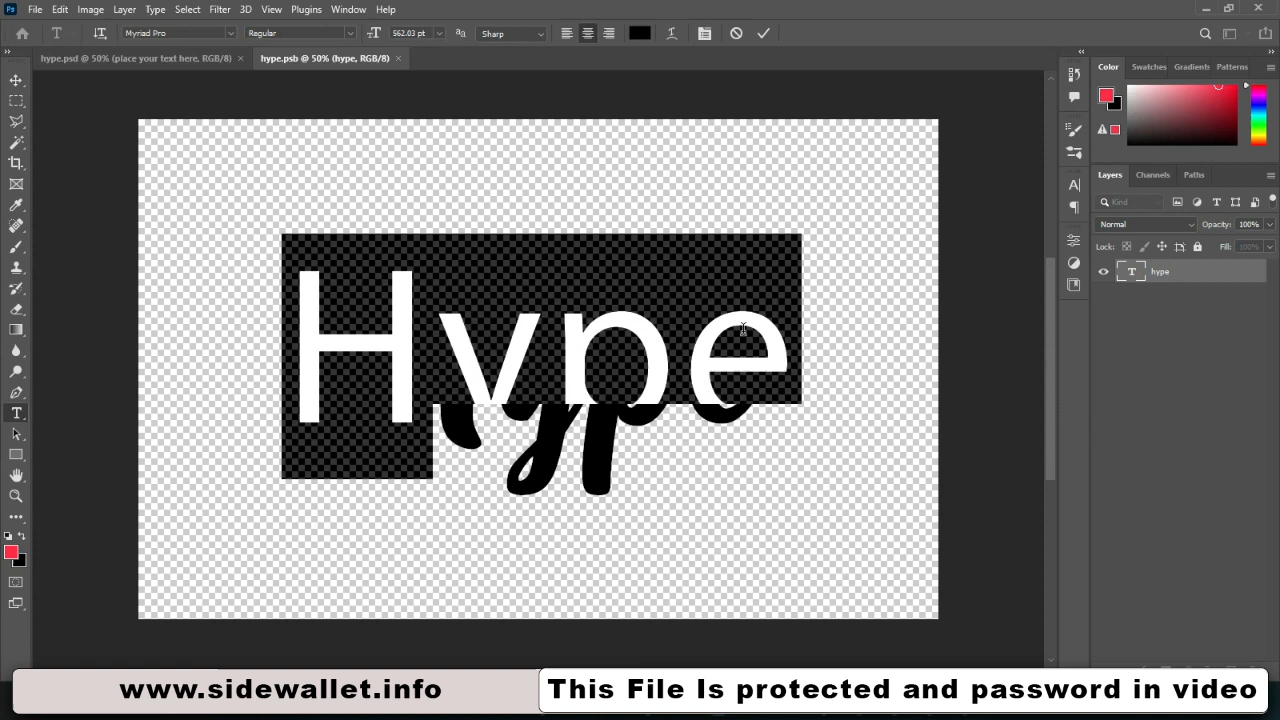 Ps File Edit Image Layer Type Select Filter 3D View Plugins Window Help
T Myriad Pro Regular 562.03 pt Sharp
hype.psd @ 50% (place your text here, RGB/8) × hype.psb @ 50% (hype, RGB/8) ×
Color Swatches Gradients Patterns
Layers Channels Paths
Kind
Normal Opacity: 100%
Lock: Fill: 100%
T hype
Hype
ype
www.sidewallet.info
This File Is protected and password in video